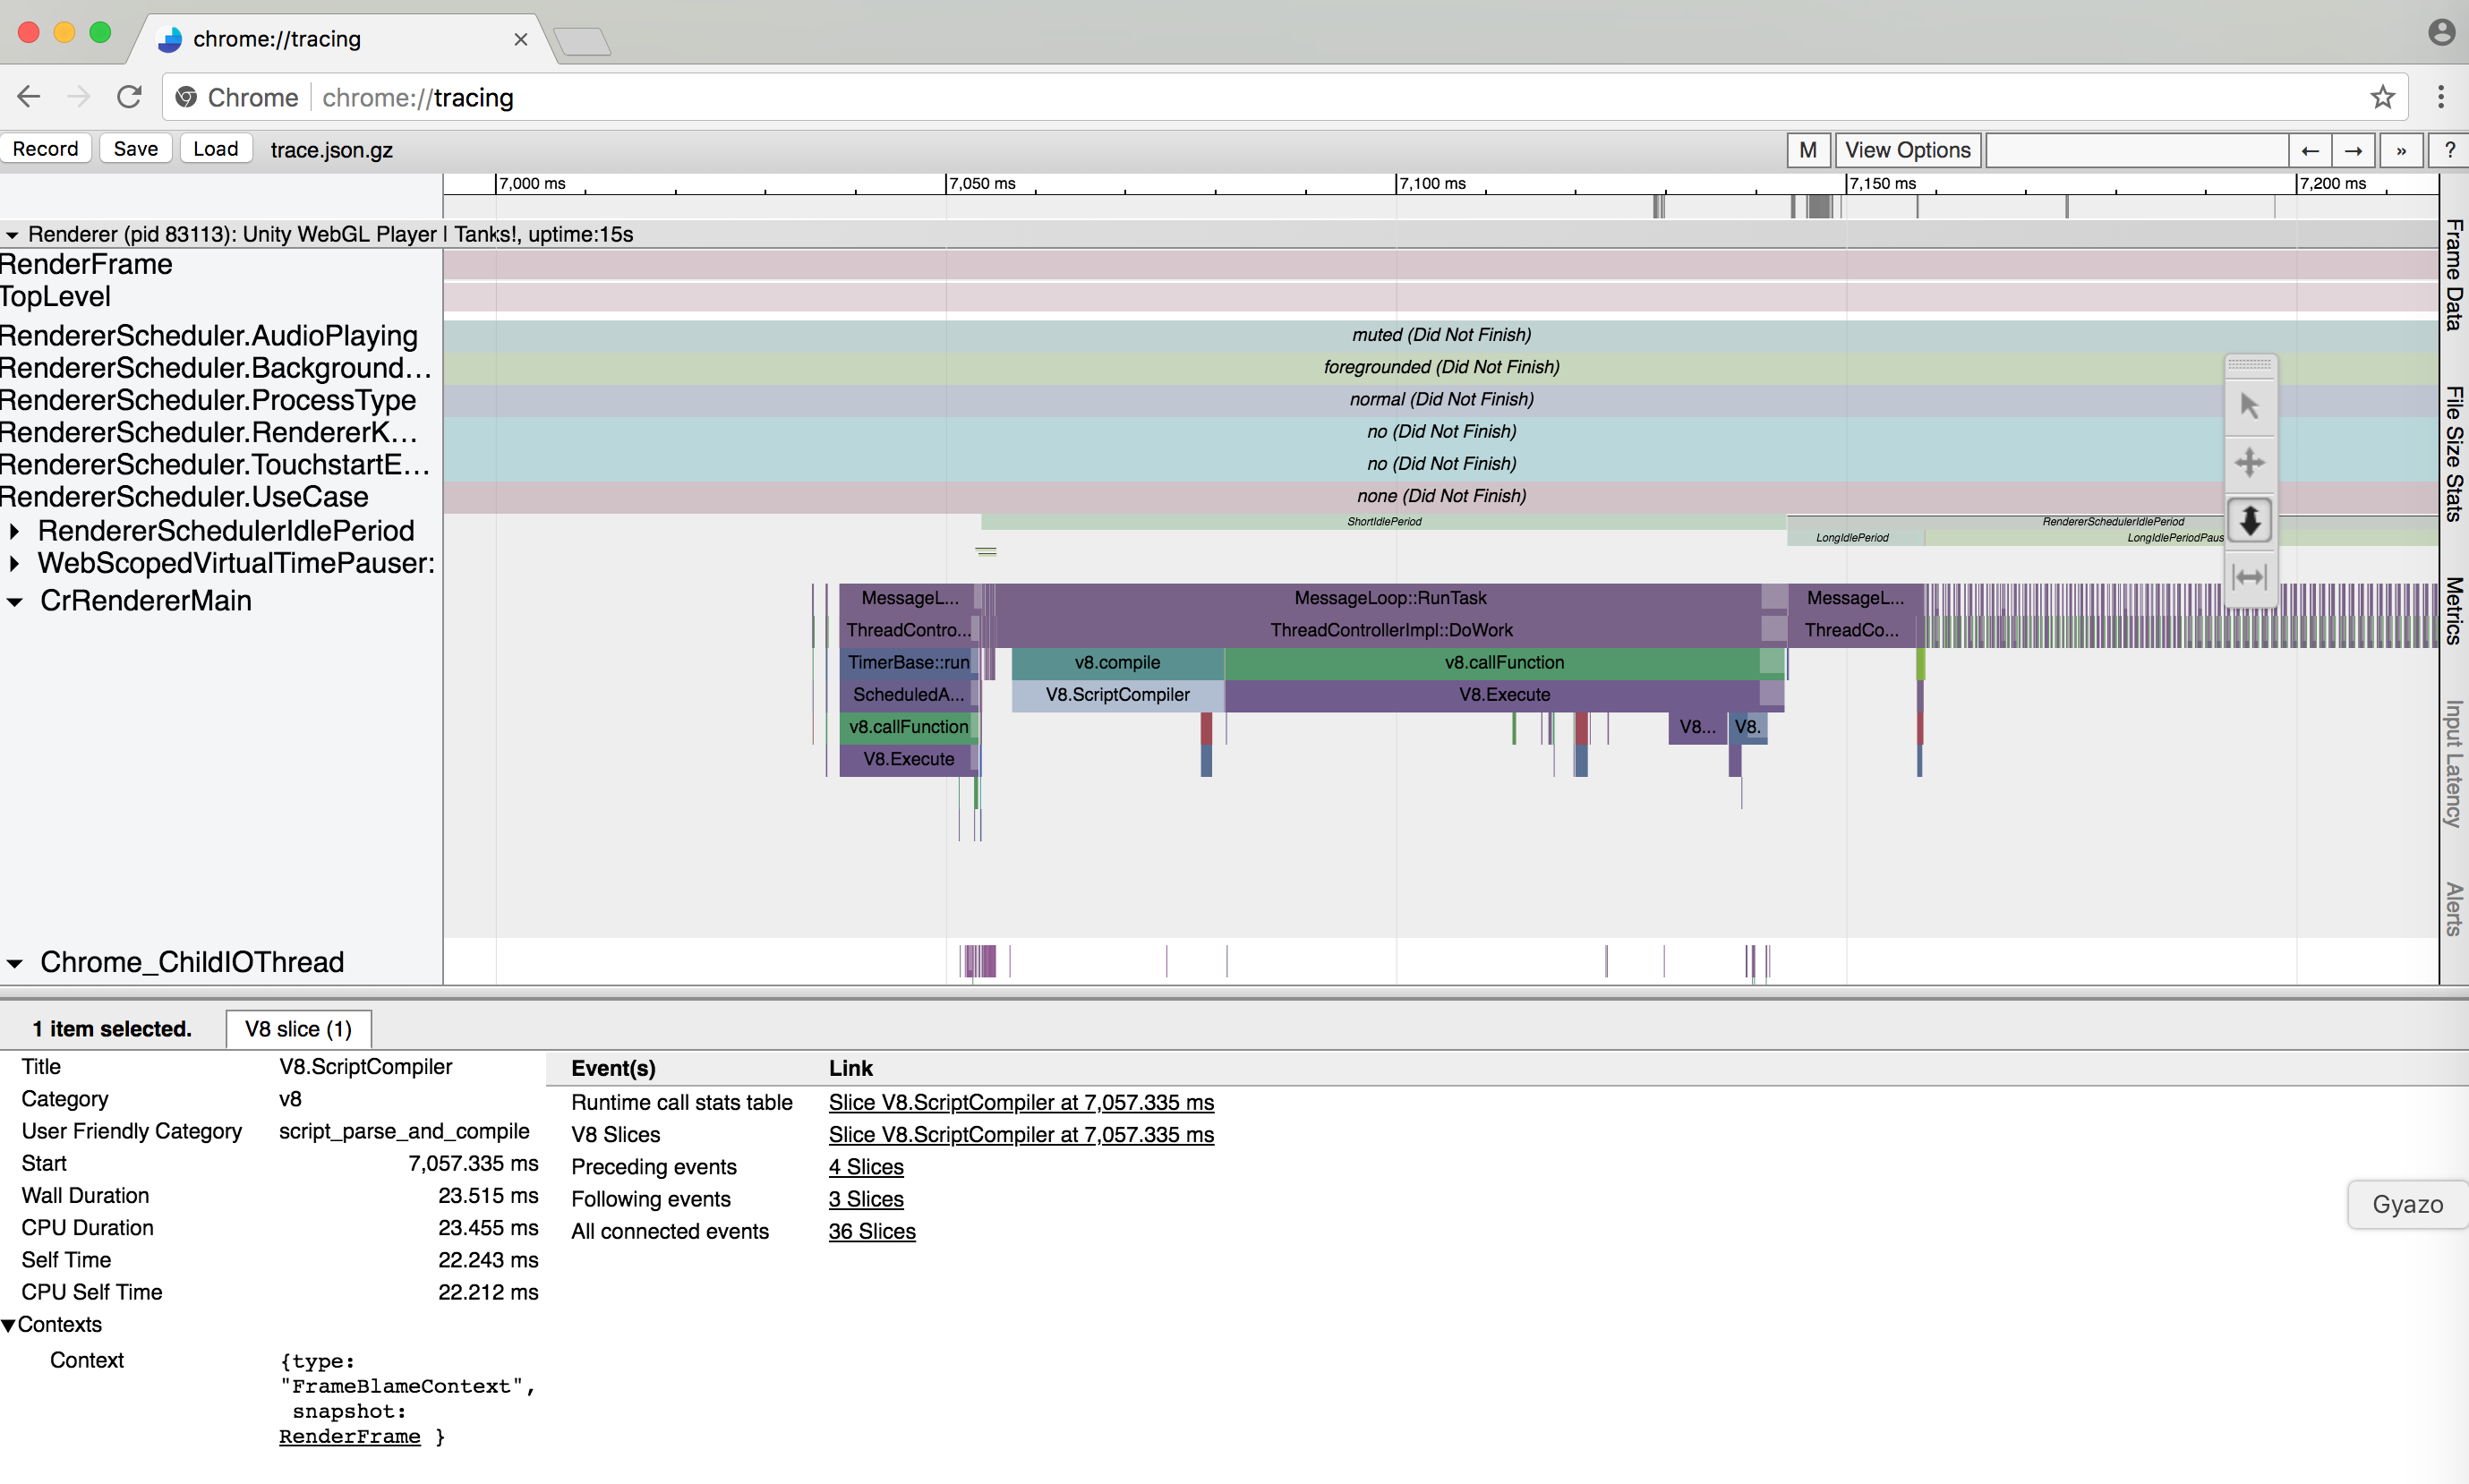 chrome://tracing
Chrome chrome://tracing
Record Save Load trace.json.gz M View Options ← → » ?
7,000 ms 7,050 ms 7,100 ms 7,150 ms 7,200 ms
Renderer (pid 83113): Unity WebGL Player | Tanks!, uptime:15s
RenderFrame
TopLevel
RendererScheduler.AudioPlaying muted (Did Not Finish)
RendererScheduler.Background... foregrounded (Did Not Finish)
RendererScheduler.ProcessType normal (Did Not Finish)
RendererScheduler.RendererK... no (Did Not Finish)
RendererScheduler.TouchstartE... no (Did Not Finish)
RendererScheduler.UseCase none (Did Not Finish)
RendererSchedulerIdlePeriod ShortIdlePeriod RendererSchedulerIdlePeriod
LongIdlePeriod LongIdlePeriodPaus
WebScopedVirtualTimePauser:
CrRendererMain MessageL... MessageLoop::RunTask MessageL...
ThreadContro... ThreadControllerImpl::DoWork ThreadCo...
TimerBase::run v8.compile v8.callFunction
ScheduledA... V8.ScriptCompiler V8.Execute
v8.callFunction V8... V8.
V8.Execute
Chrome_ChildIOThread
Frame Data
File Size Stats
Metrics
Input Latency
Alerts
1 item selected. V8 slice (1)
Title V8.ScriptCompiler
Category v8
User Friendly Category script_parse_and_compile
Start 7,057.335 ms
Wall Duration 23.515 ms
CPU Duration 23.455 ms
Self Time 22.243 ms
CPU Self Time 22.212 ms
Contexts
Context {type:
"FrameBlameContext",
snapshot:
RenderFrame }
Event(s) Link
Runtime call stats table Slice V8.ScriptCompiler at 7,057.335 ms
V8 Slices Slice V8.ScriptCompiler at 7,057.335 ms
Preceding events 4 Slices
Following events 3 Slices
All connected events 36 Slices
Gyazo